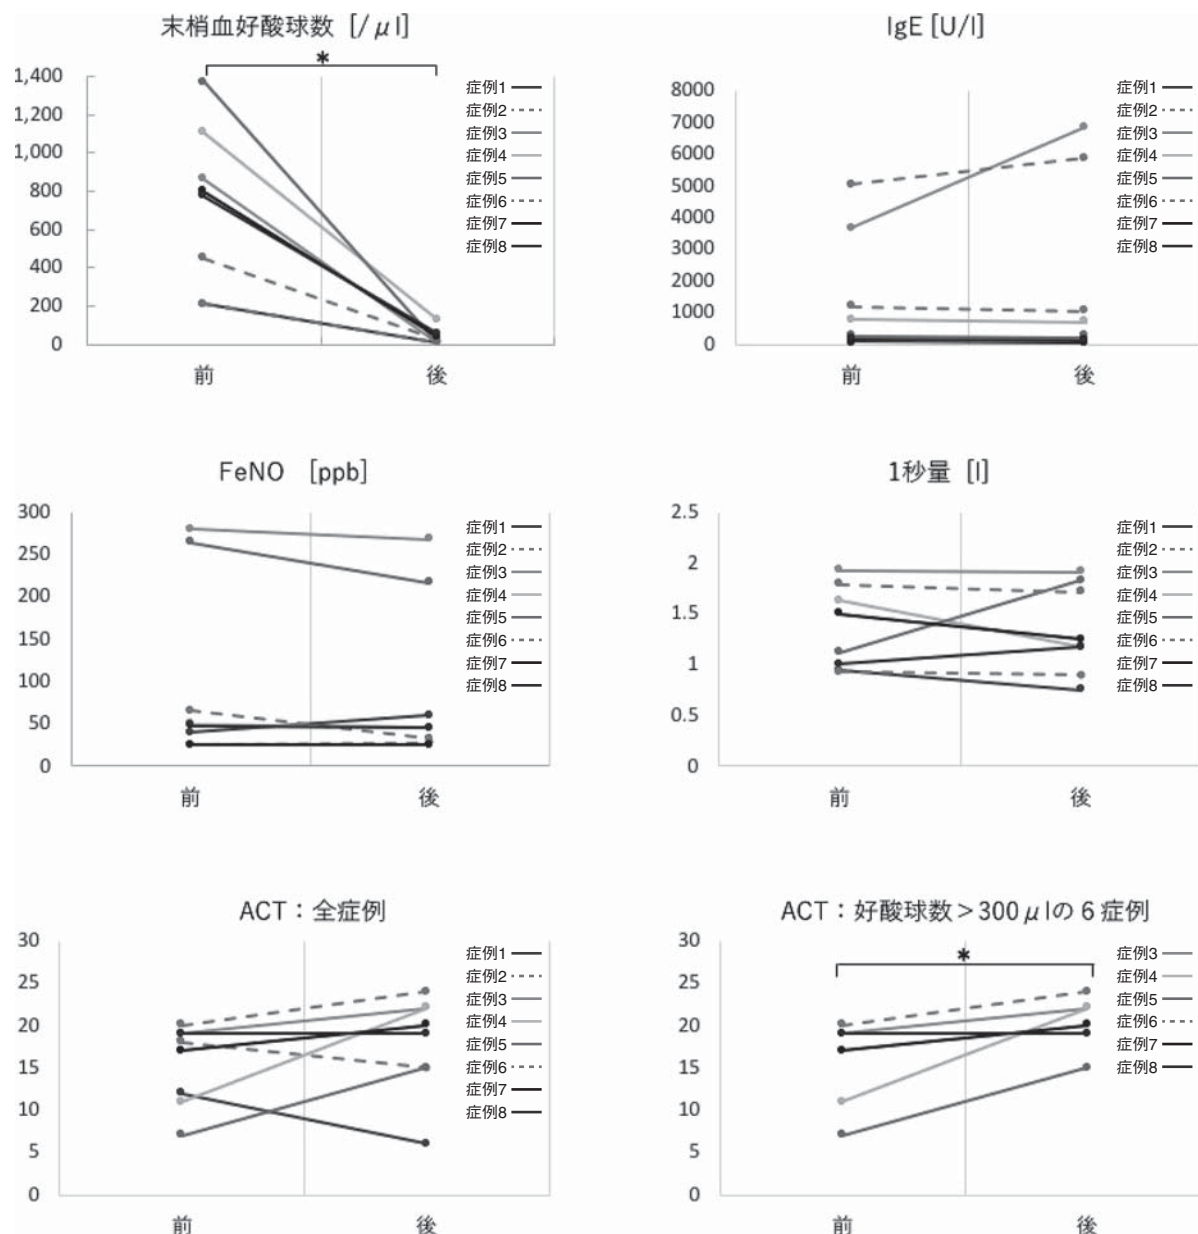 末梢血好酸球数 [/μl]
*
1,400
1,200
1,000
800
600
400
200
0
前
後
症例1
症例2
症例3
症例4
症例5
症例6
症例7
症例8
IgE [U/l]
8000
7000
6000
5000
4000
3000
2000
1000
0
前
後
症例1
症例2
症例3
症例4
症例5
症例6
症例7
症例8
FeNO [ppb]
300
250
200
150
100
50
0
前
後
症例1
症例2
症例3
症例4
症例5
症例6
症例7
症例8
1秒量 [l]
2.5
2
1.5
1
0.5
0
前
後
症例1
症例2
症例3
症例4
症例5
症例6
症例7
症例8
ACT：全症例
30
25
20
15
10
5
0
前
後
症例1
症例2
症例3
症例4
症例5
症例6
症例7
症例8
ACT：好酸球数＞300μlの6症例
*
30
25
20
15
10
5
0
前
後
症例3
症例4
症例5
症例6
症例7
症例8